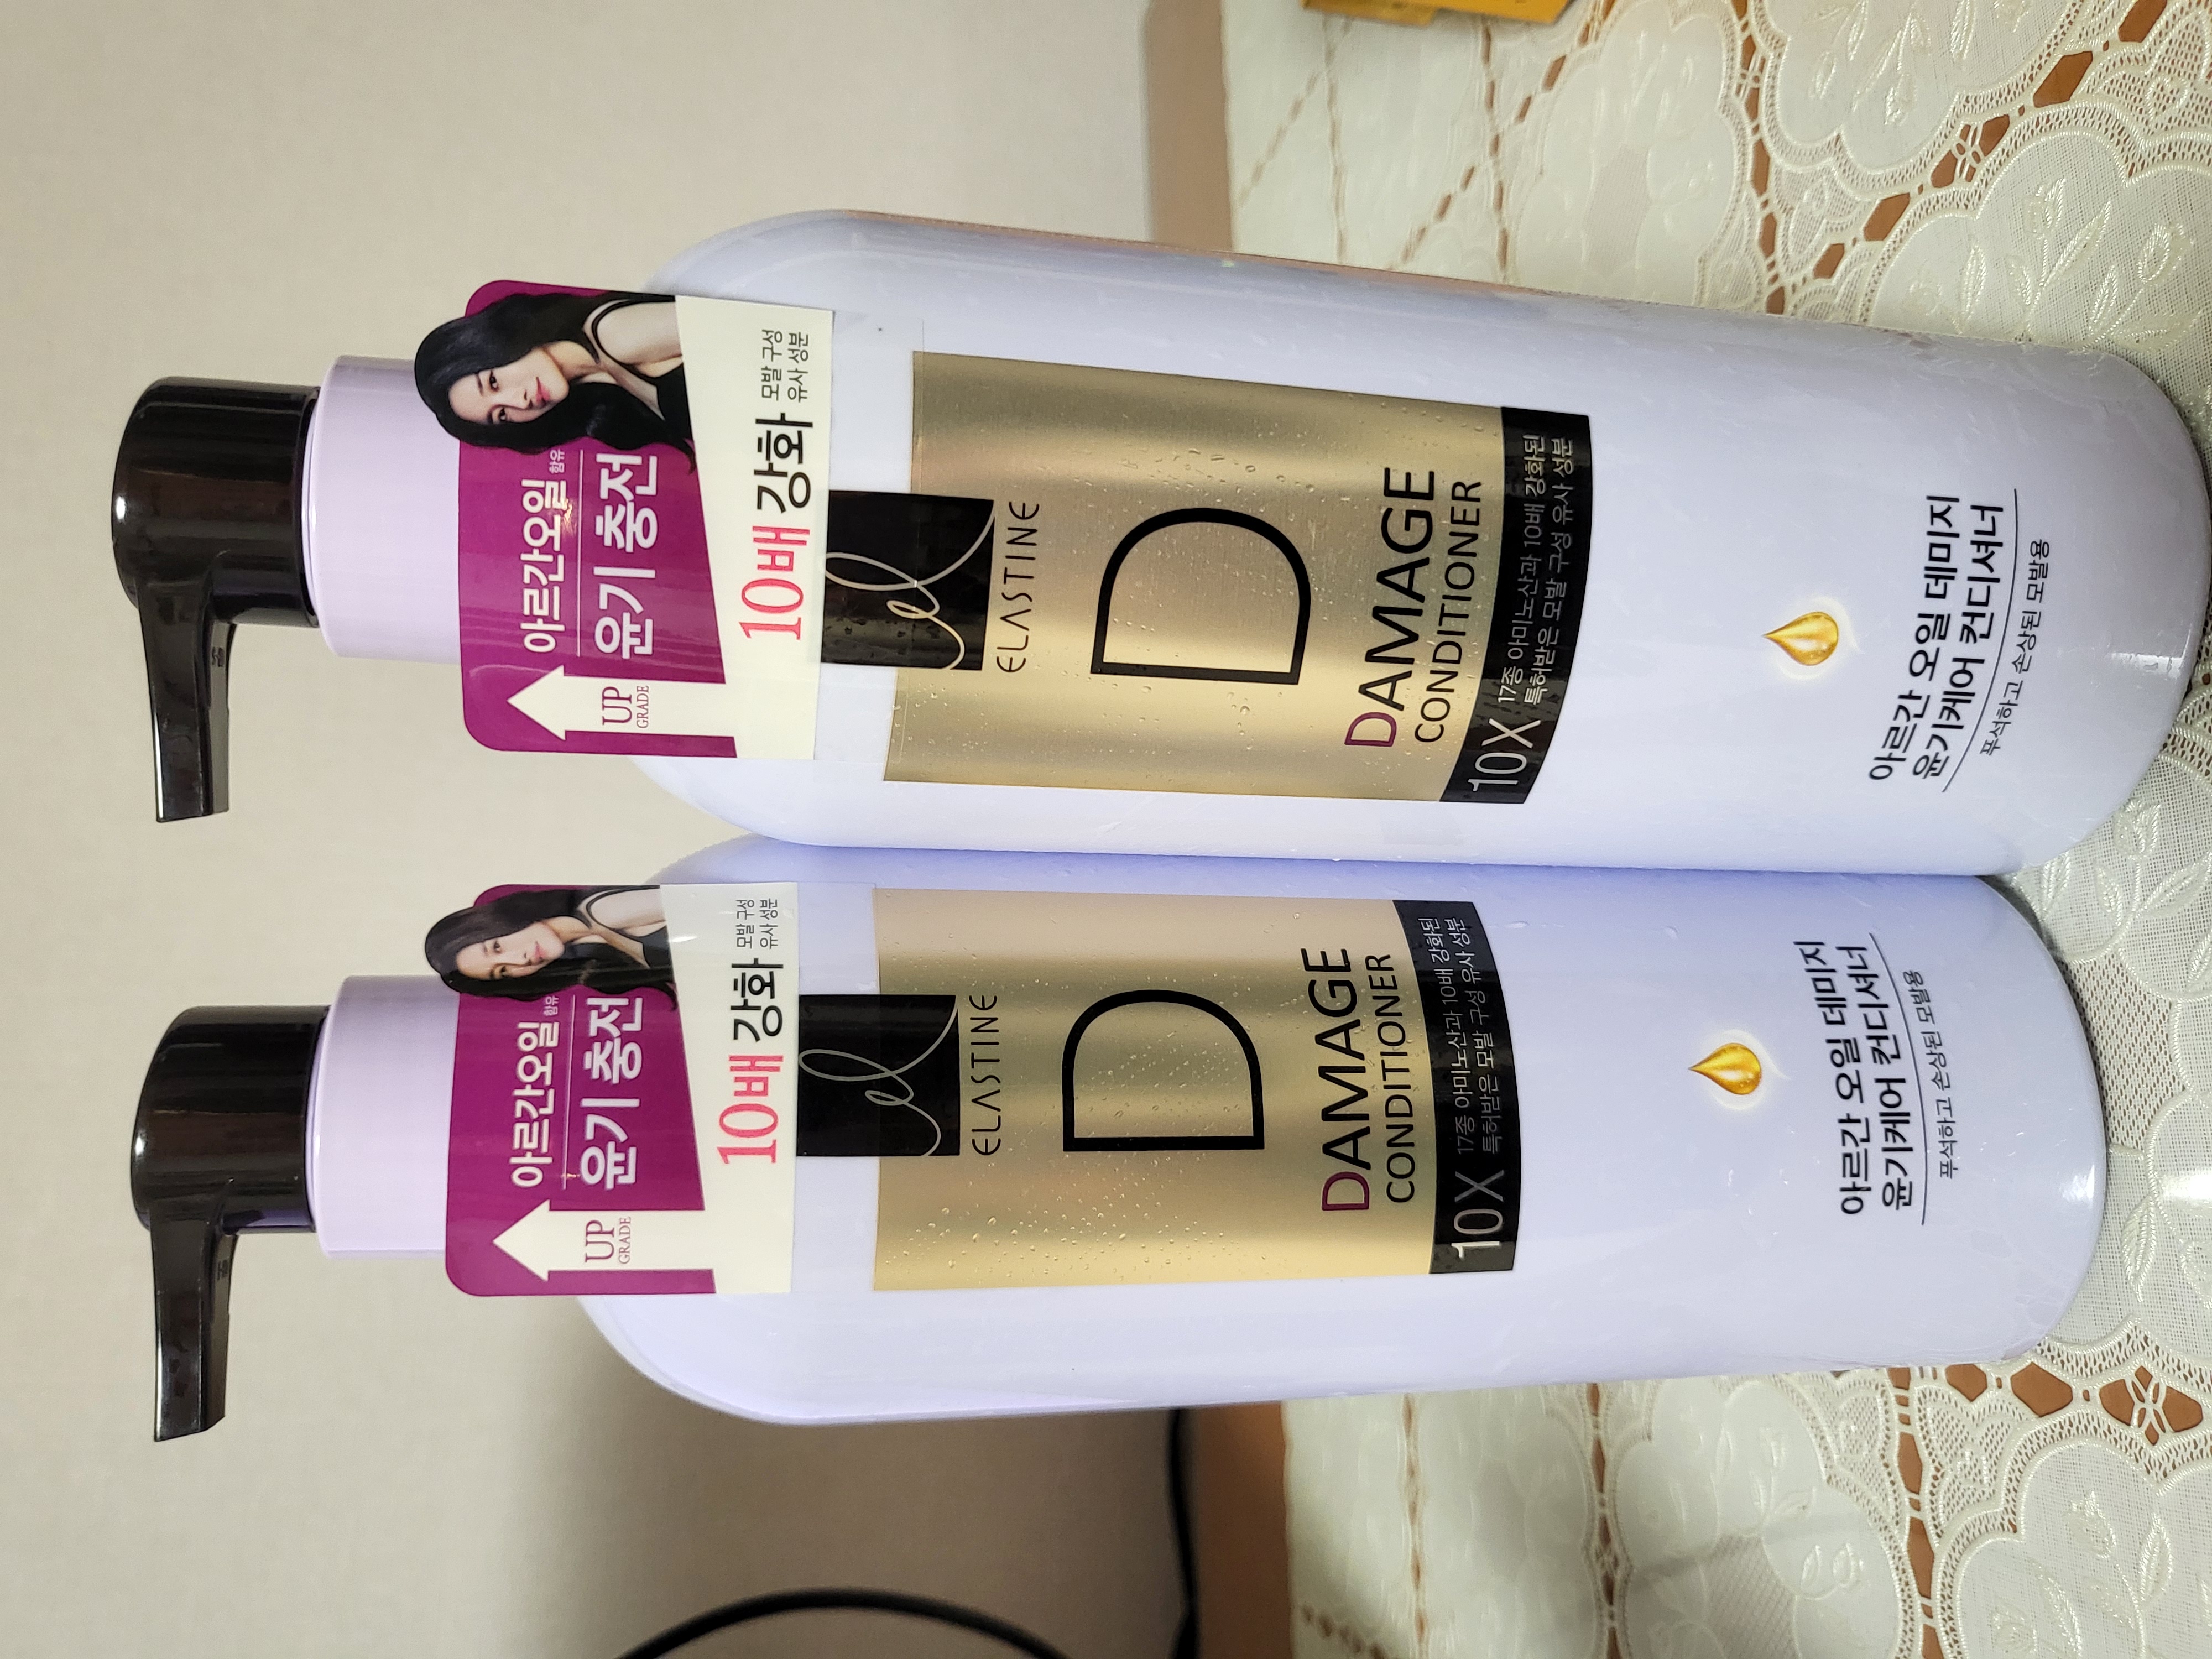 아르간오일 함유
윤기 충전
UP
GRADE
10배 강화 모발 구성
유사 성분
el
ELASTINE
D
DAMAGE
CONDITIONER
10X 17종 아미노산과 10배 강화된
특허받은 모발 구성 유사 성분
아르간 오일 데미지
윤기케어 컨디셔너
푸석하고 손상된 모발용
아르간오일 함유
윤기 충전
UP
GRADE
10배 강화 모발 구성
유사 성분
el
ELASTINE
D
DAMAGE
CONDITIONER
10X 17종 아미노산과 10배 강화된
특허받은 모발 구성 유사 성분
아르간 오일 데미지
윤기케어 컨디셔너
푸석하고 손상된 모발용